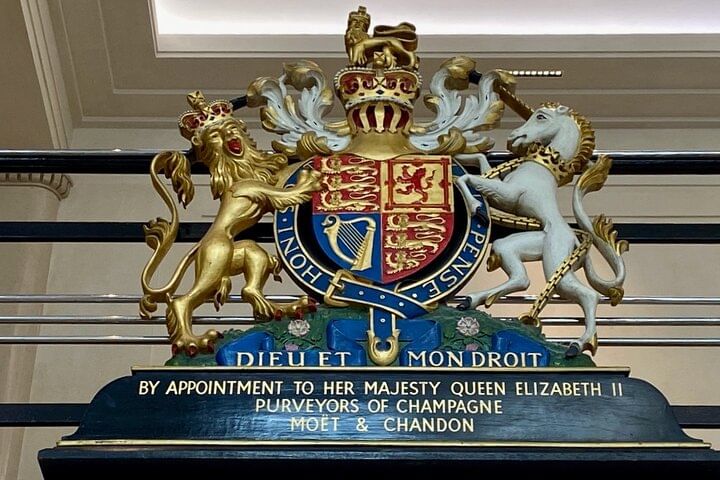 HONI S
PENSE
DIEU ET MON DROIT
BY APPOINTMENT TO HER MAJESTY QUEEN ELIZABETH II
PURVEYORS OF CHAMPAGNE
MOËT & CHANDON